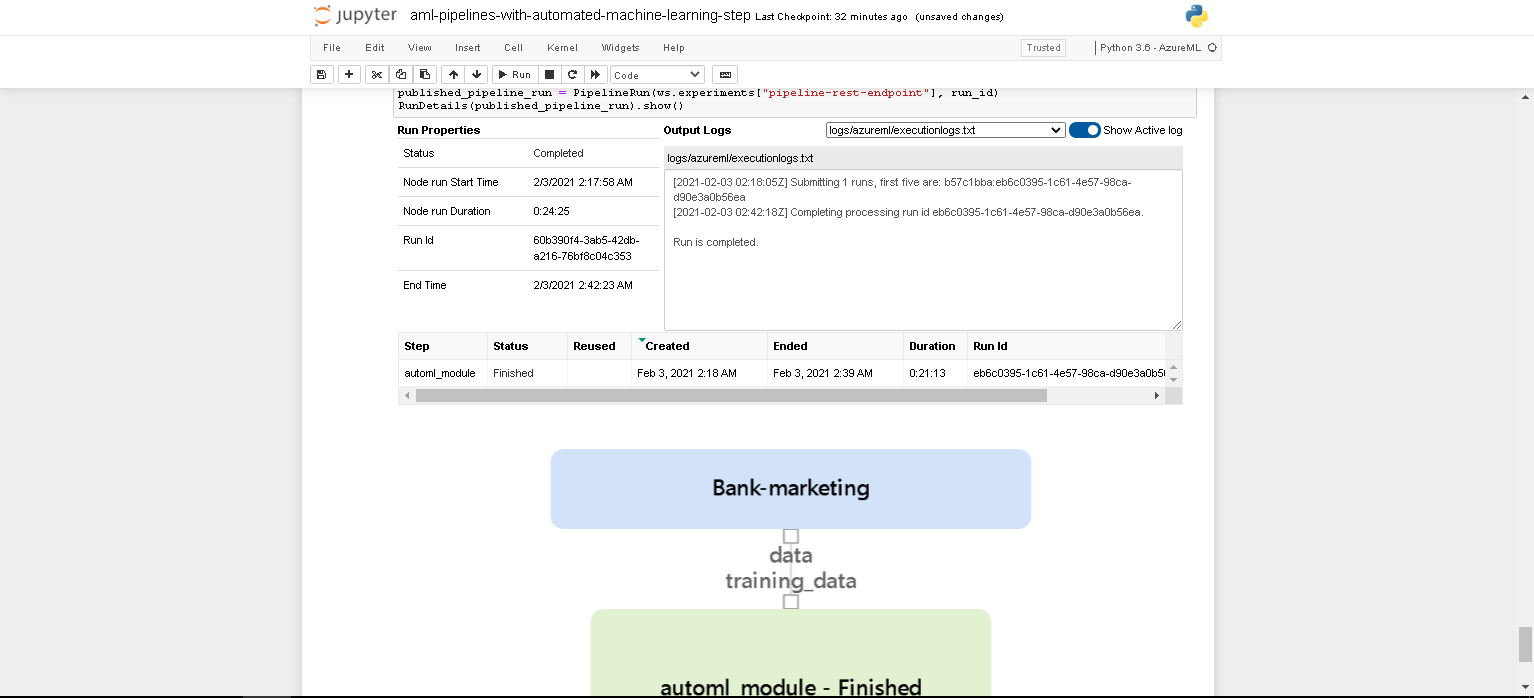 jupyter aml-pipelines-with-automated-machine-learning-step Last Checkpoint: 32 minutes ago (unsaved changes)
File Edit View Insert Cell Kernel Widgets Help Trusted Python 3.6 - AzureML
Run Code
published_pipeline_run = PipelineRun(ws.experiments["pipeline-rest-endpoint"], run_id)
RunDetails(published_pipeline_run).show()
Run Properties
Status Completed
Node run Start Time 2/3/2021 2:17:58 AM
Node run Duration 0:24:25
Run Id 60b390f4-3ab5-42db-
a216-76bf8c04c353
End Time 2/3/2021 2:42:23 AM
Output Logs logs/azureml/executionlogs.txt Show Active log
logs/azureml/executionlogs.txt
[2021-02-03 02:18:05Z] Submitting 1 runs, first five are: b57c1bba:eb6c0395-1c61-4e57-98ca-
d90e3a0b56ea
[2021-02-03 02:42:18Z] Completing processing run id eb6c0395-1c61-4e57-98ca-d90e3a0b56ea.
Run is completed.
Step Status Reused Created Ended Duration Run Id
automl_module Finished Feb 3, 2021 2:18 AM Feb 3, 2021 2:39 AM 0:21:13 eb6c0395-1c61-4e57-98ca-d90e3a0b5
Bank-marketing
data
training_data
automl_module - Finished